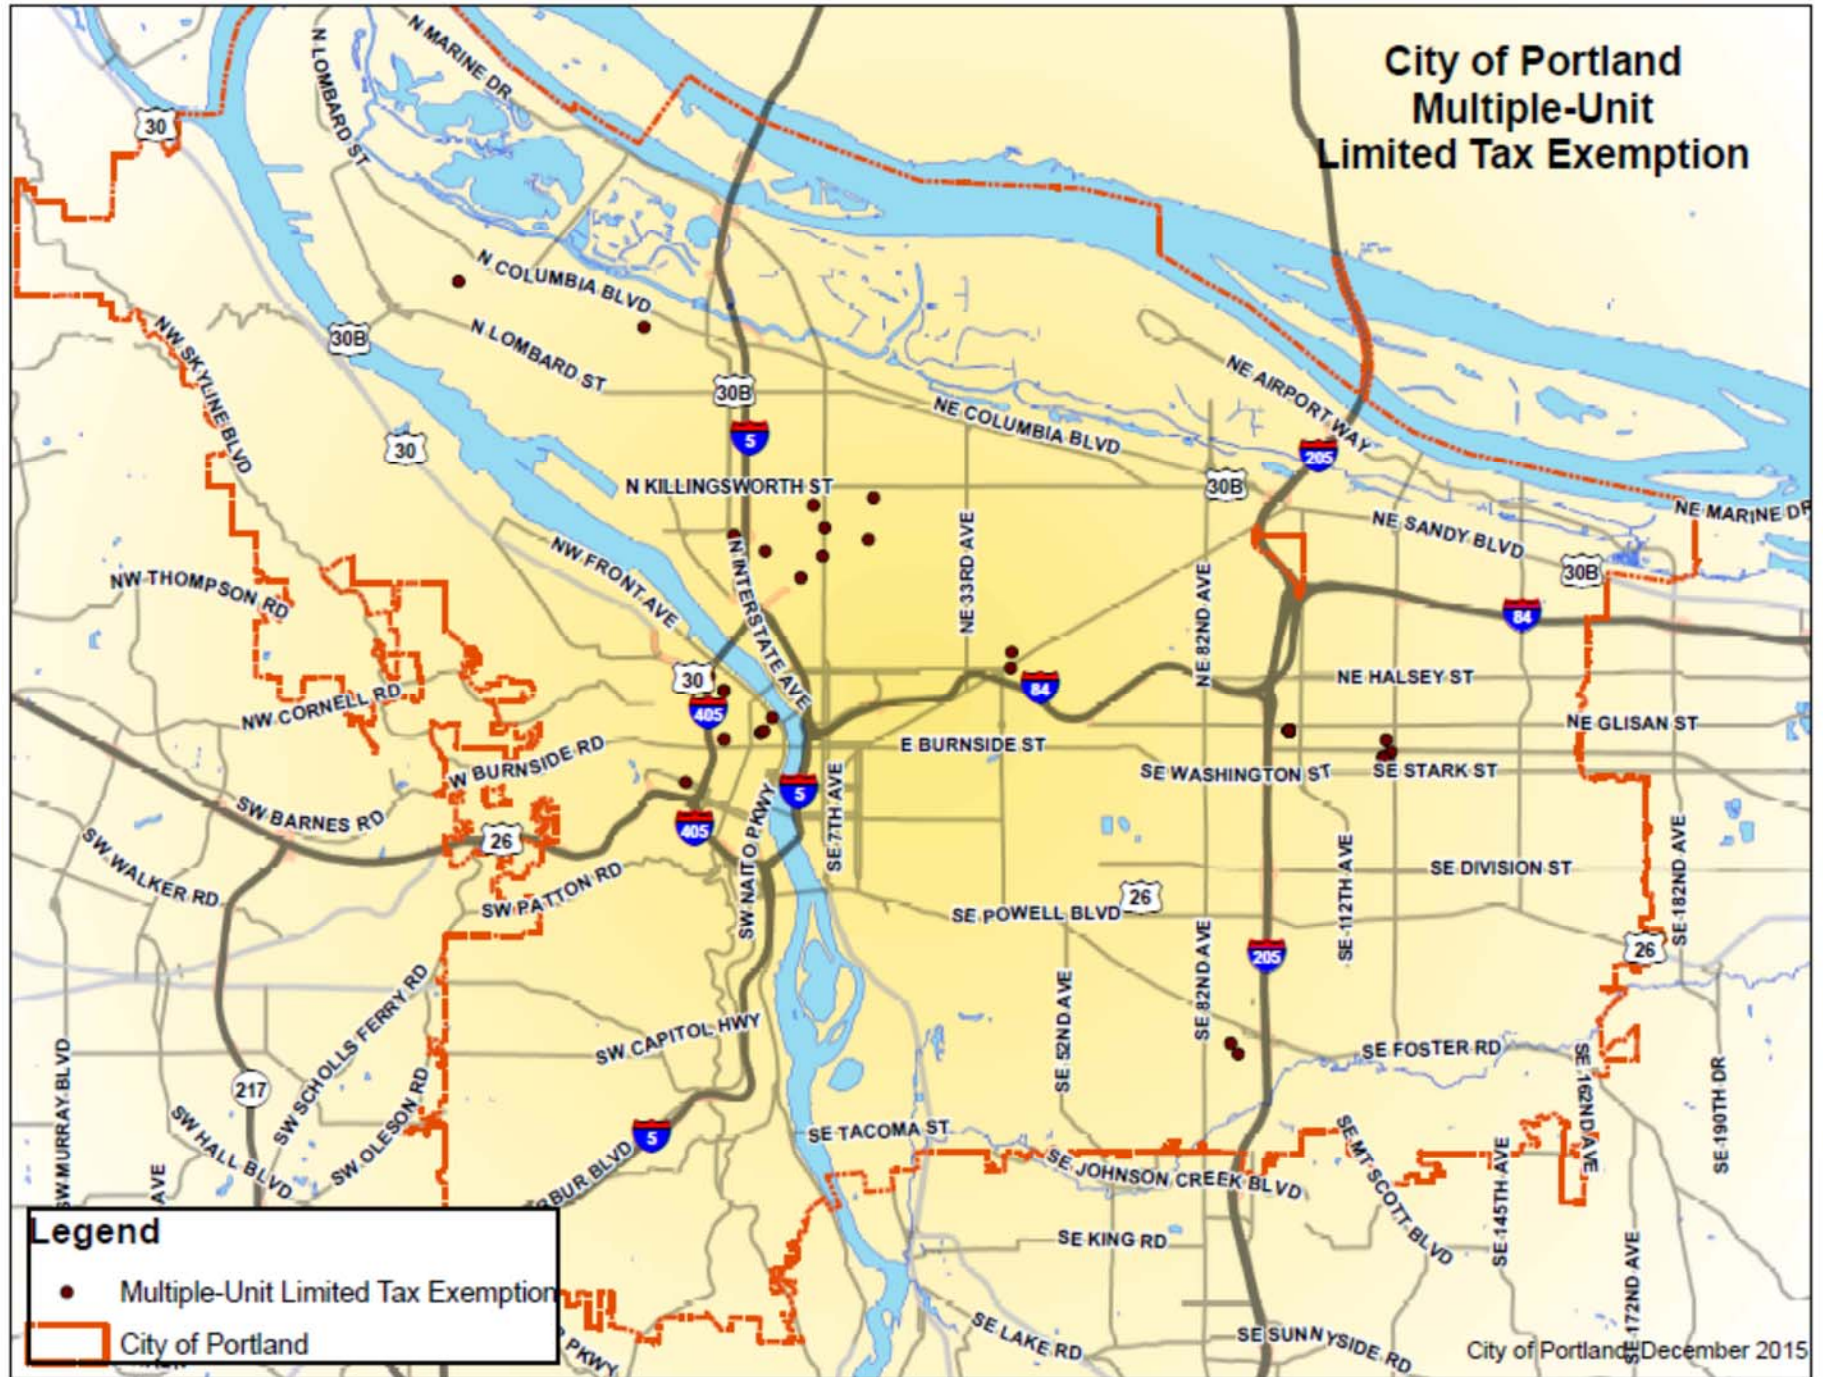 City of Portland
Multiple-Unit
Limited Tax Exemption
N MARINE DR
N LOMBARD ST
30
N COLUMBIA BLVD
N LOMBARD ST
30B
NW SKYLINE BLVD
30
30B
5
NE AIRPORT WAY
NE COLUMBIA BLVD
205
30B
N KILLINGSWORTH ST
NE MARINE DR
NE SANDY BLVD
30B
NW FRONT AVE
N INTERSTATE AVE
NE 33RD AVE
NE 82ND AVE
NW THOMPSON RD
84
30
84
NE HALSEY ST
NW CORNELL RD
405
NE GLISAN ST
W BURNSIDE RD
E BURNSIDE ST
SE WASHINGTON ST
SE STARK ST
5
SW BARNES RD
405
26
SW NAITO PKWY
SE 7TH AVE
SW WALKER RD
SW PATTON RD
SE DIVISION ST
SE 112TH AVE
SE 182ND AVE
26
SE POWELL BLVD
26
205
SE 82ND AVE
SE 52ND AVE
SW SCHOLLS FERRY RD
SW CAPITOL HWY
SE FOSTER RD
SE 162ND AVE
SW MURRAY BLVD
217
SW OLESON RD
SE 190TH DR
SW HALL BLVD
5
SE TACOMA ST
SE JOHNSON CREEK BLVD
SE MT SCOTT BLVD
SE 145TH AVE
AVE
RBUR BLVD
SE KING RD
SE 172ND AVE
Legend
Multiple-Unit Limited Tax Exemption
City of Portland
PKWY
SE LAKE RD
SE SUNNYSIDE RD
City of Portland, December 2015